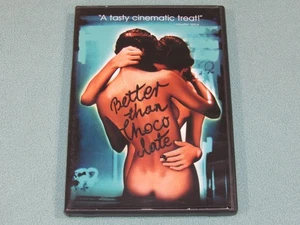 "A tasty cinematic treat!"
Better
than
Choco
late